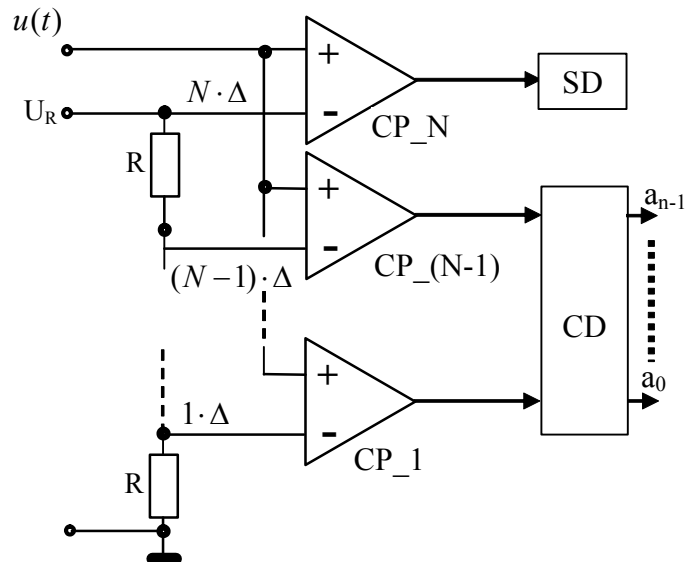 u(t)
+
SD
N·Δ
U_R
-
CP_N
R
+
a_{n-1}
-
(N−1)·Δ
CP_(N-1)
CD
+
a_0
1·Δ
-
CP_1
R